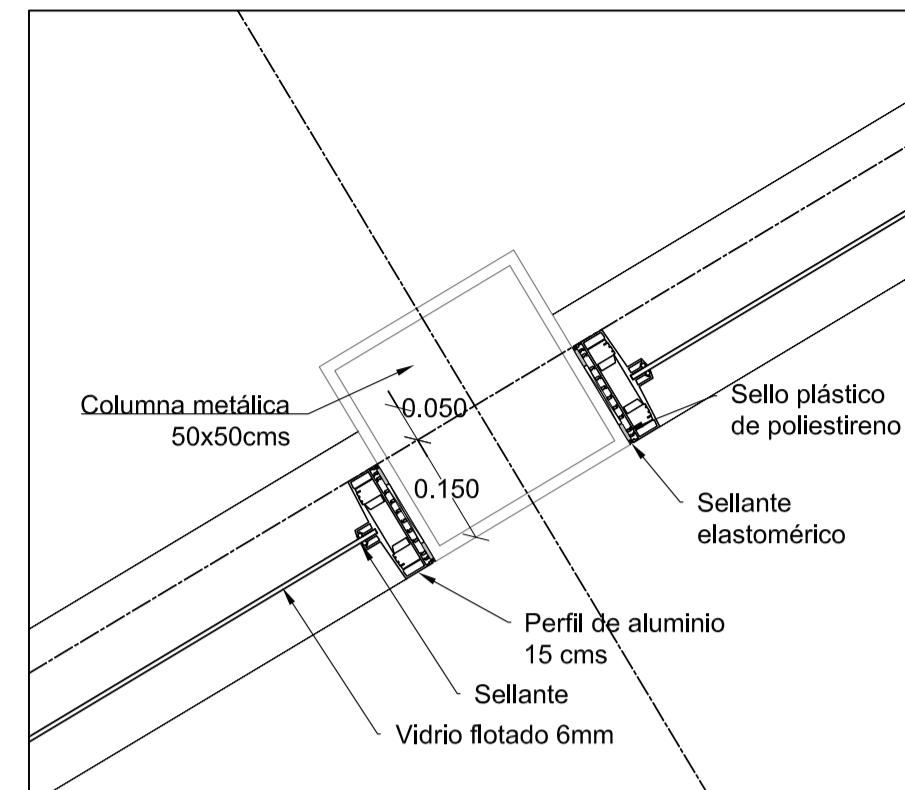 Columna metálica
50x50cms
0.050
0.150
Sello plástico
de poliestireno
Sellante
elastomérico
Perfil de aluminio
15 cms
Sellante
Vidrio flotado 6mm